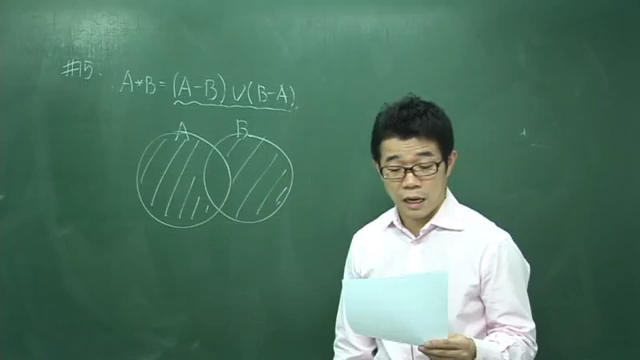 #15. A*B = (A-B) ∪ (B-A)
A B